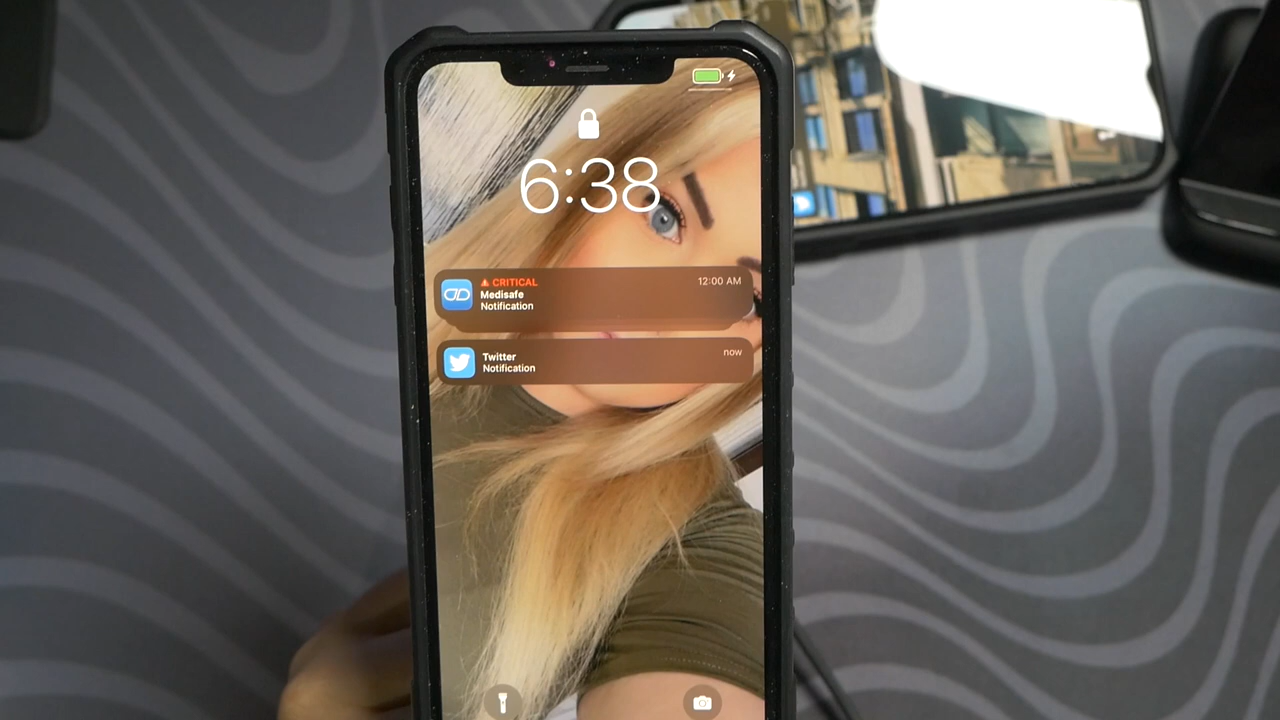 6:38
⚠ CRITICAL 12:00 AM
Medisafe
Notification
Twitter now
Notification